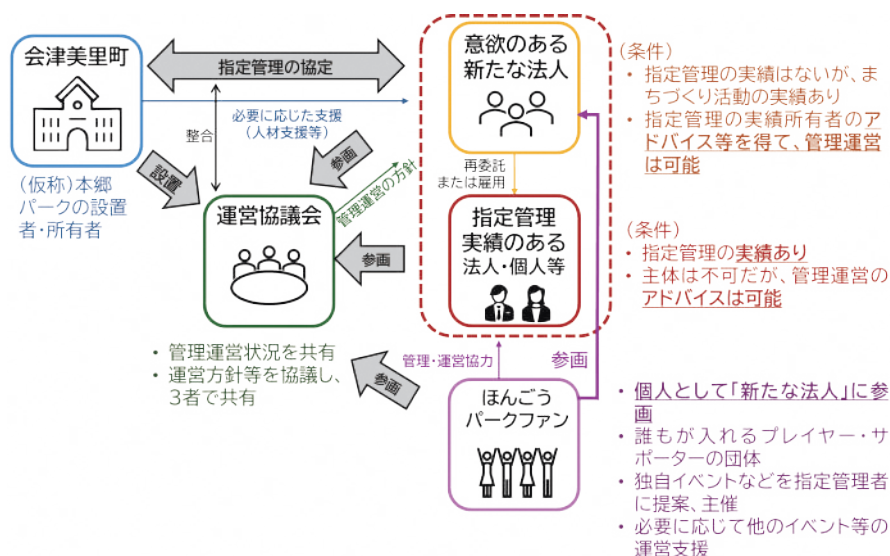 会津美里町
指定管理の協定
意欲のある
新たな法人
必要に応じた支援
(人材支援等)
整合
設置
参画
管理運営の方針
(仮称)本郷
パークの設置
者・所有者
運営協議会
再委託
または雇用
指定管理
実績のある
法人・個人等
参画
・管理運営状況を共有
・運営方針等を協議し、
3者で共有
参画
管理・運営協力
参画
ほんごう
パークファン
(条件)
・指定管理の実績はないが、ま
ちづくり活動の実績あり
・指定管理の実績所有者のア
ドバイス等を得て、管理運営
は可能
(条件)
・指定管理の実績あり
・主体は不可だが、管理運営の
アドバイスは可能
・個人として「新たな法人」に参
画
・誰もが入れるプレイヤー・サ
ポーターの団体
・独自イベントなどを指定管理者
に提案、主催
・必要に応じて他のイベント等の
運営支援